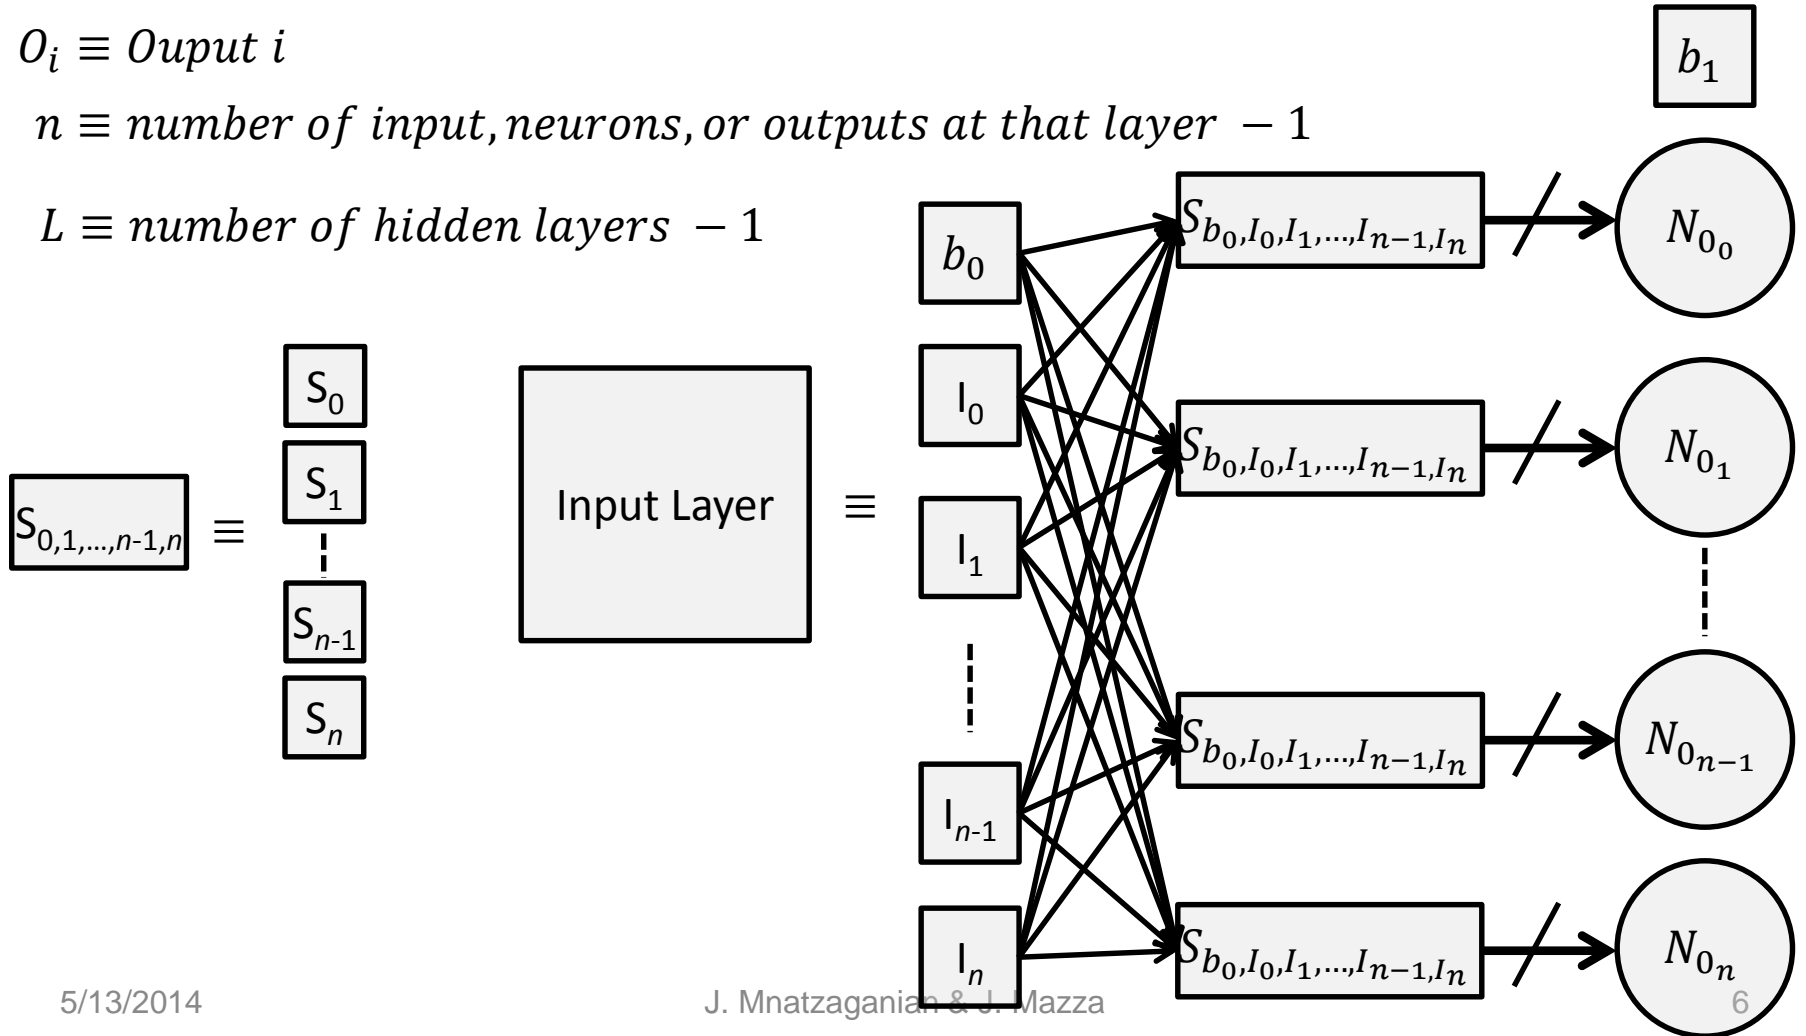 O_i ≡ Ouput i
n ≡ number of input, neurons, or outputs at that layer − 1
L ≡ number of hidden layers − 1
S_{0,1,…,n-1,n} ≡
S_0
S_1
S_{n-1}
S_n
Input Layer ≡
b_0
I_0
I_1
I_{n-1}
I_n
S_{b_0,I_0,I_1,…,I_{n−1},I_n}
S_{b_0,I_0,I_1,…,I_{n−1},I_n}
S_{b_0,I_0,I_1,…,I_{n−1},I_n}
S_{b_0,I_0,I_1,…,I_{n−1},I_n}
b_1
N_{0_0}
N_{0_1}
N_{0_{n−1}}
N_{0_n}
5/13/2014
J. Mnatzaganian & J. Mazza
6